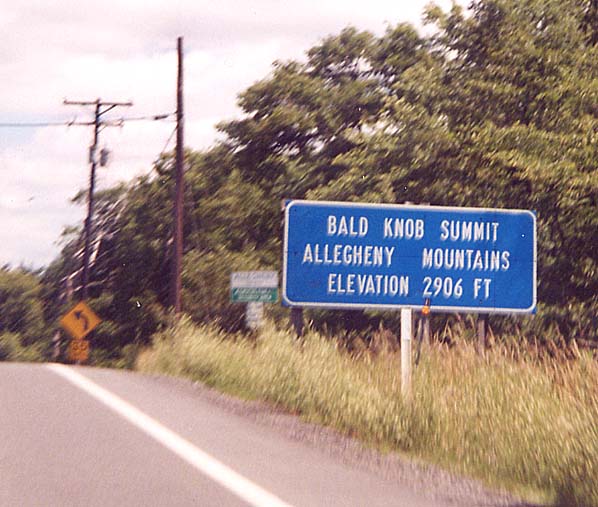 BALD KNOB SUMMIT
ALLEGHENY MOUNTAINS
ELEVATION 2906 FT